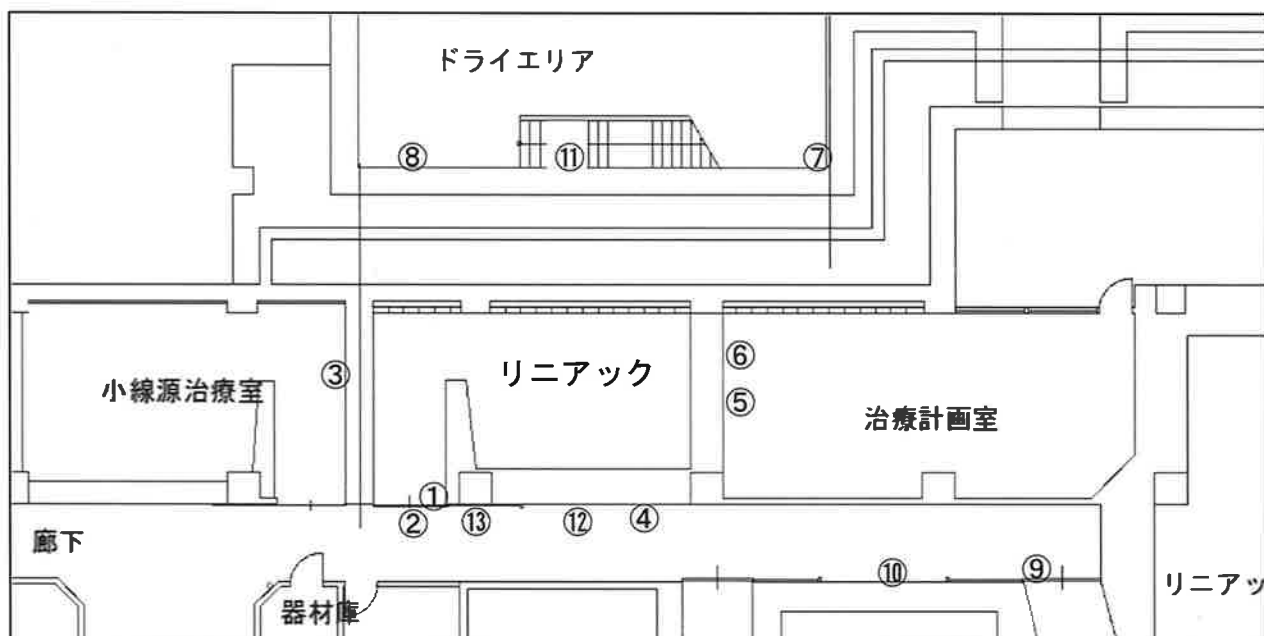 ドライエリア
⑧
⑪
⑦
③
小線源治療室
リニアック
⑥
⑤
治療計画室
①
②
⑬
⑫
④
廊下
器材庫
⑩
⑨
リニアッ